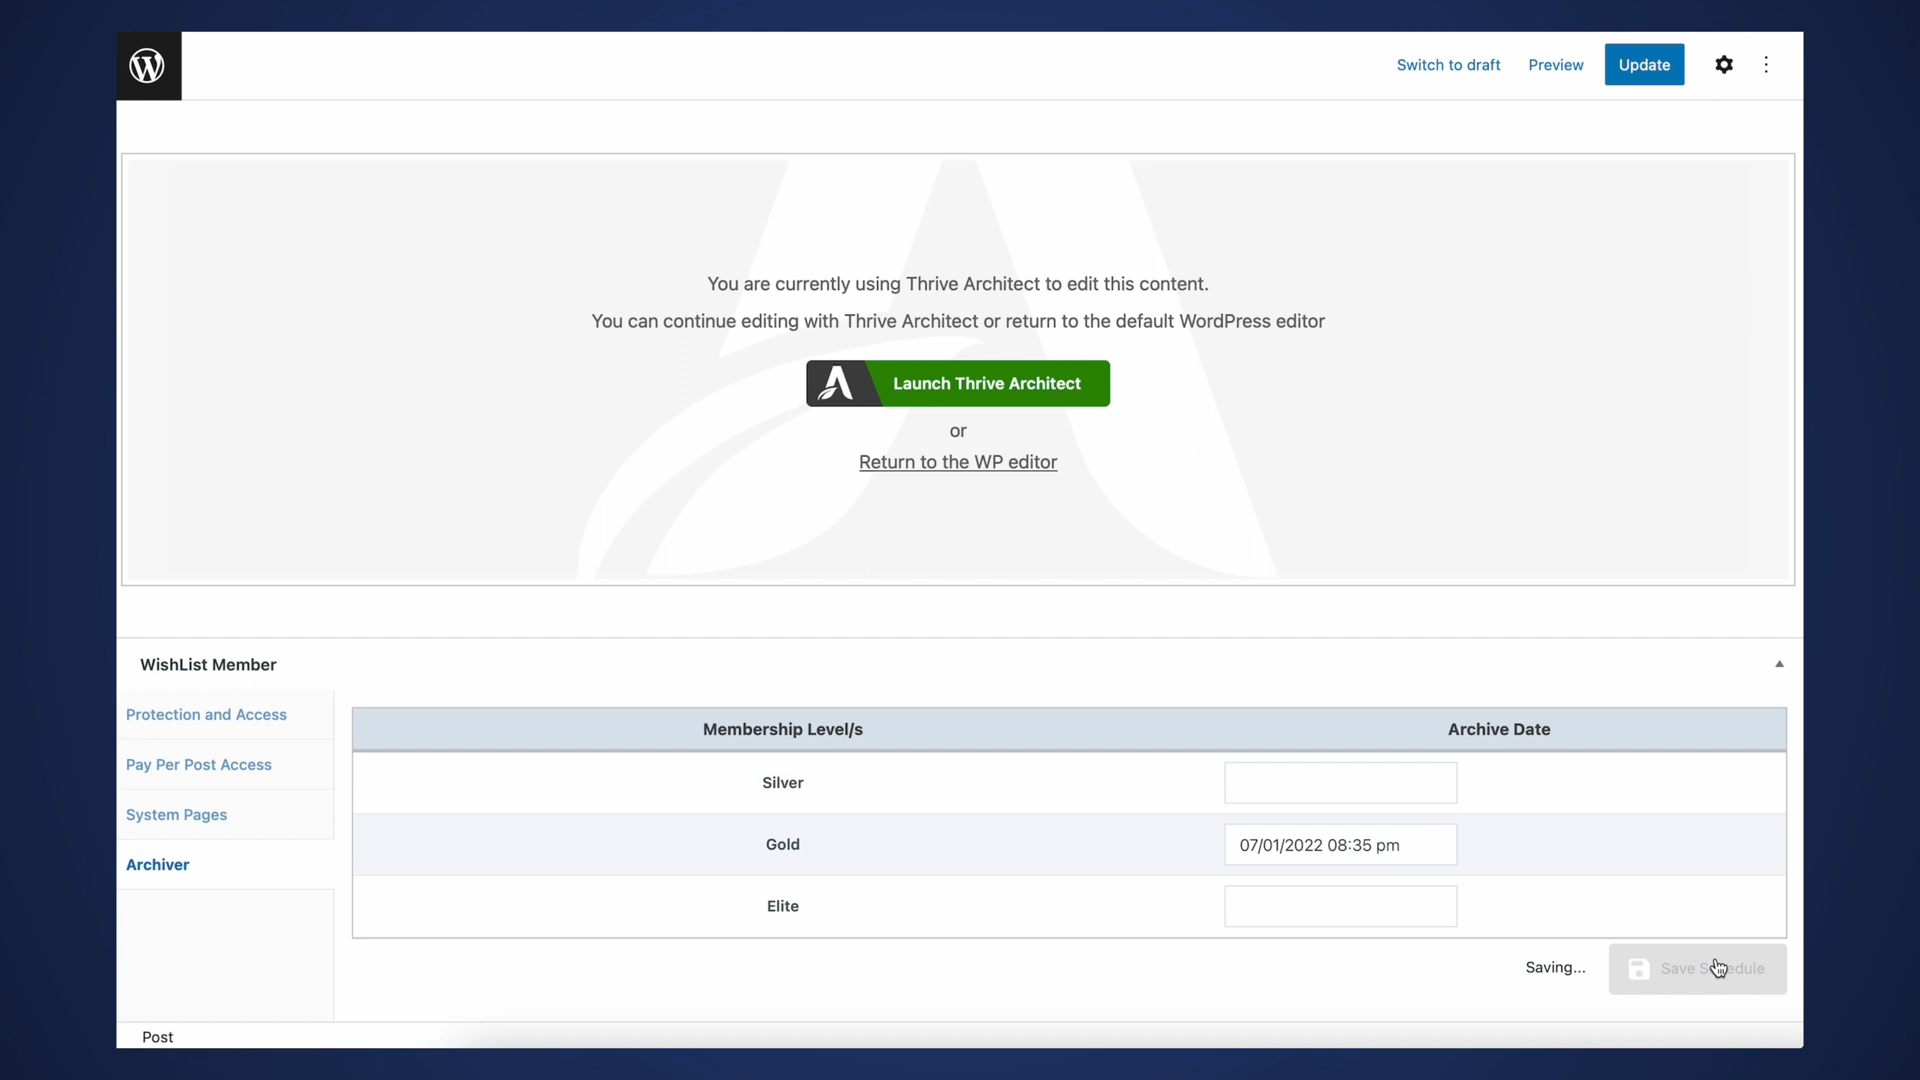 Switch to draft
Preview
Update
You are currently using Thrive Architect to edit this content.
You can continue editing with Thrive Architect or return to the default WordPress editor
Launch Thrive Architect
or
Return to the WP editor
WishList Member
Protection and Access
Pay Per Post Access
System Pages
Archiver
Membership Level/s
Archive Date
Silver
Gold
07/01/2022 08:35 pm
Elite
Saving...
Save Schedule
Post